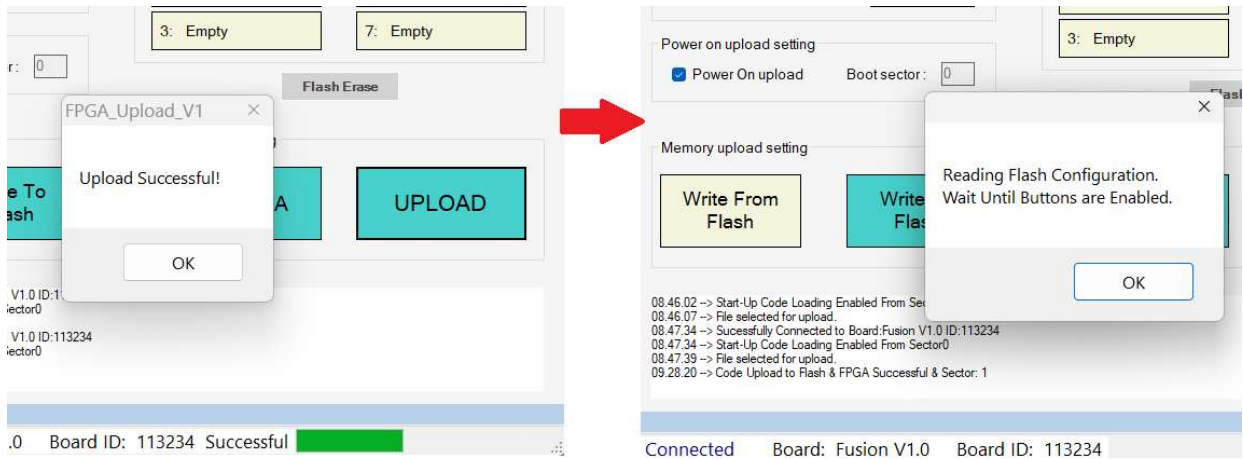 3: Empty
7: Empty
r: 0
Flash Erase
FPGA_Upload_V1
Upload Successful!
OK
e To
ash
A
UPLOAD
V1.0 ID:1
Sector0
V1.0 ID:113234
Sector0
.0 Board ID: 113234 Successful
3: Empty
Power on upload setting
Power On upload Boot sector : 0
Flash
Memory upload setting
Write From
Flash
Write
Flas
Reading Flash Configuration.
Wait Until Buttons are Enabled.
OK
08.46.02 --> Start-Up Code Loading Enabled From Sec
08.46.07 --> File selected for upload.
08.47.34 --> Sucessfully Connected to Board:Fusion V1.0 ID:113234
08.47.34 --> Start-Up Code Loading Enabled From Sector0
08.47.39 --> File selected for upload.
09.28.20 --> Code Upload to Flash & FPGA Successful & Sector: 1
Connected Board: Fusion V1.0 Board ID: 113234